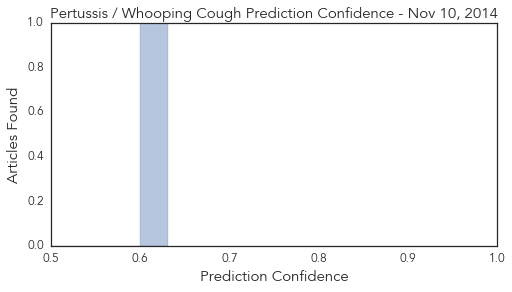 Pertussis / Whooping Cough Prediction Confidence - Nov 10, 2014
1.0
0.8
0.6
0.4
0.2
0.0
Articles Found
0.5 0.6 0.7 0.8 0.9 1.0
Prediction Confidence